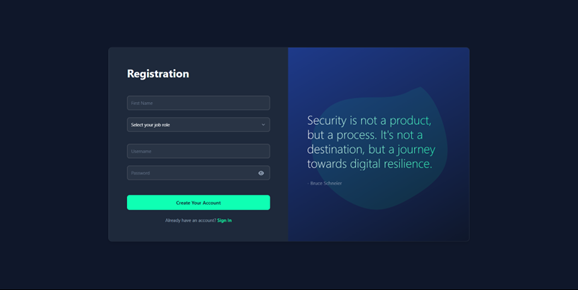 Registration
First Name
Select your job role
Username
Password
Create Your Account
Already have an account? Sign In
Security is not a product,
but a process. It's not a
destination, but a journey
towards digital resilience.
- Bruce Schneier